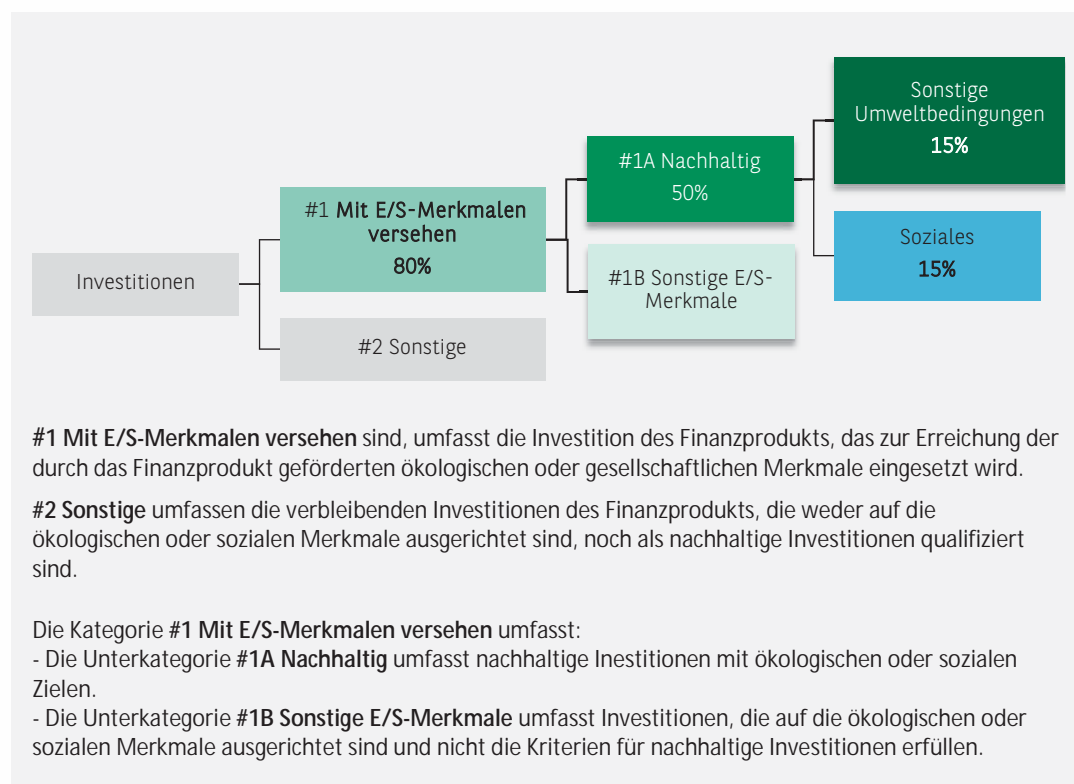 Sonstige
Umweltbedingungen
15%
#1A Nachhaltig
50%
#1 Mit E/S-Merkmalen
versehen
80%
Soziales
15%
Investitionen
#1B Sonstige E/S-
Merkmale
#2 Sonstige
#1 Mit E/S-Merkmalen versehen sind, umfasst die Investition des Finanzprodukts, das zur Erreichung der
durch das Finanzprodukt geförderten ökologischen oder gesellschaftlichen Merkmale eingesetzt wird.
#2 Sonstige umfassen die verbleibenden Investitionen des Finanzprodukts, die weder auf die
ökologischen oder sozialen Merkmale ausgerichtet sind, noch als nachhaltige Investitionen qualifiziert
sind.
Die Kategorie #1 Mit E/S-Merkmalen versehen umfasst:
- Die Unterkategorie #1A Nachhaltig umfasst nachhaltige Inestitionen mit ökologischen oder sozialen
Zielen.
- Die Unterkategorie #1B Sonstige E/S-Merkmale umfasst Investitionen, die auf die ökologischen oder
sozialen Merkmale ausgerichtet sind und nicht die Kriterien für nachhaltige Investitionen erfüllen.